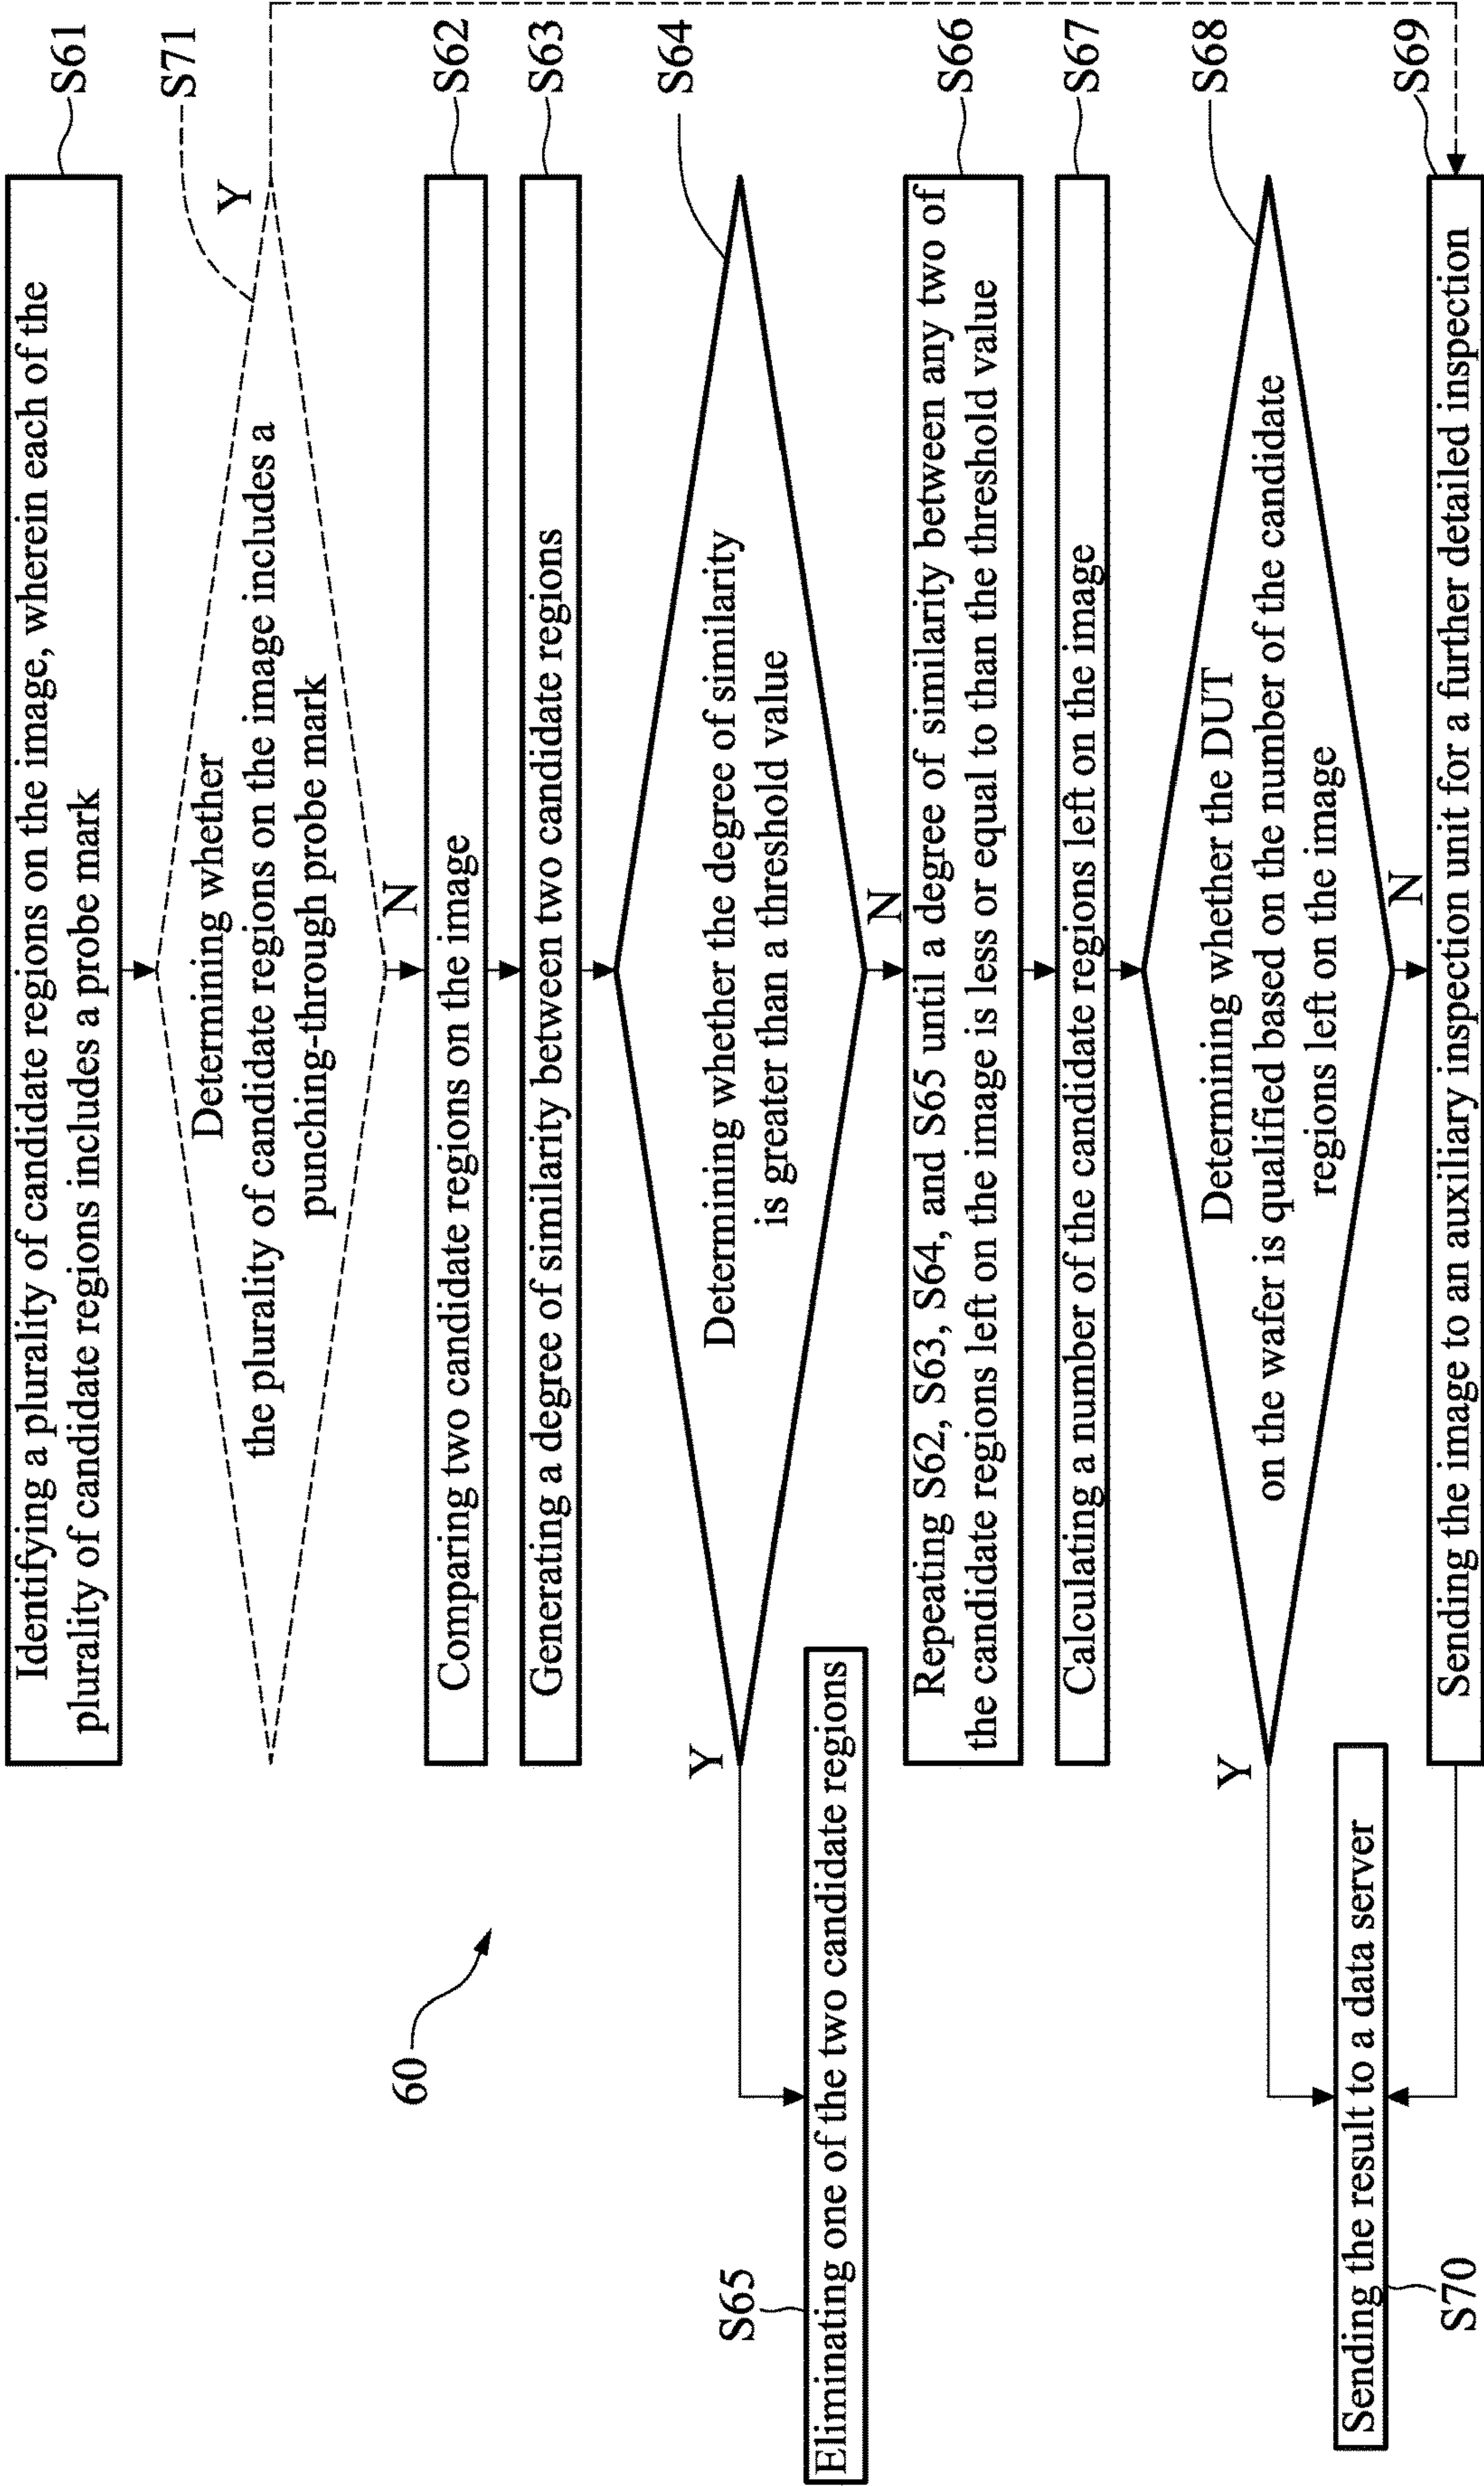 60
Identifying a plurality of candidate regions on the image, wherein each of the
plurality of candidate regions includes a probe mark
S61
Determining whether
the plurality of candidate regions on the image includes a
punching-through probe mark
S71
Y
N
Comparing two candidate regions on the image
S62
Generating a degree of similarity between two candidate regions
S63
Determining whether the degree of similarity
is greater than a threshold value
S64
Y
N
S65
Eliminating one of the two candidate regions
Repeating S62, S63, S64, and S65 until a degree of similarity between any two of
the candidate regions left on the image is less or equal to than the threshold value
S66
Calculating a number of the candidate regions left on the image
S67
Determining whether the DUT
on the wafer is qualified based on the number of the candidate
regions left on the image
S68
Y
N
Sending the result to a data server
S70
Sending the image to an auxiliary inspection unit for a further detailed inspection
S69